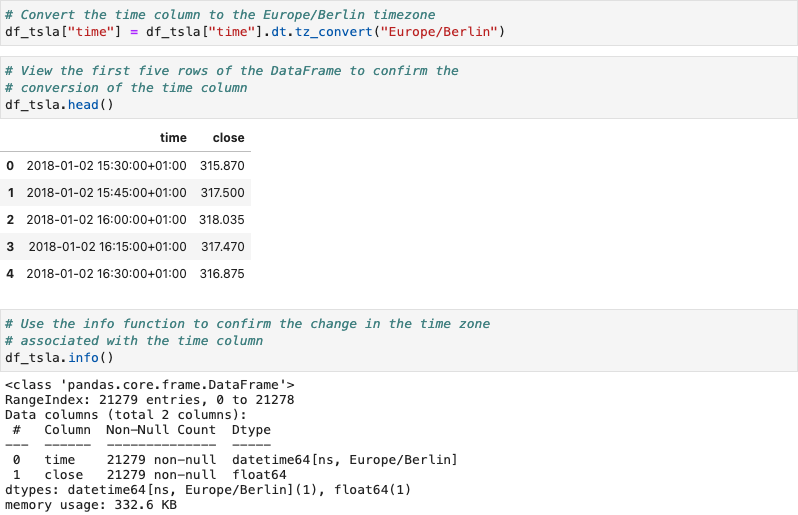 # Convert the time column to the Europe/Berlin timezone
df_tsla["time"] = df_tsla["time"].dt.tz_convert("Europe/Berlin")
# View the first five rows of the DataFrame to confirm the
# conversion of the time column
df_tsla.head()
time close
0 2018-01-02 15:30:00+01:00 315.870
1 2018-01-02 15:45:00+01:00 317.500
2 2018-01-02 16:00:00+01:00 318.035
3 2018-01-02 16:15:00+01:00 317.470
4 2018-01-02 16:30:00+01:00 316.875
# Use the info function to confirm the change in the time zone
# associated with the time column
df_tsla.info()
<class 'pandas.core.frame.DataFrame'>
RangeIndex: 21279 entries, 0 to 21278
Data columns (total 2 columns):
 #   Column  Non-Null Count  Dtype
---  ------  --------------  -----
 0   time    21279 non-null  datetime64[ns, Europe/Berlin]
 1   close   21279 non-null  float64
dtypes: datetime64[ns, Europe/Berlin](1), float64(1)
memory usage: 332.6 KB